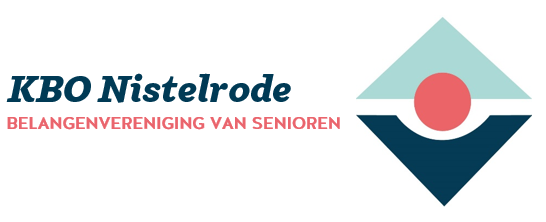 KBO Nistelrode
BELANGENVERENIGING VAN SENIOREN